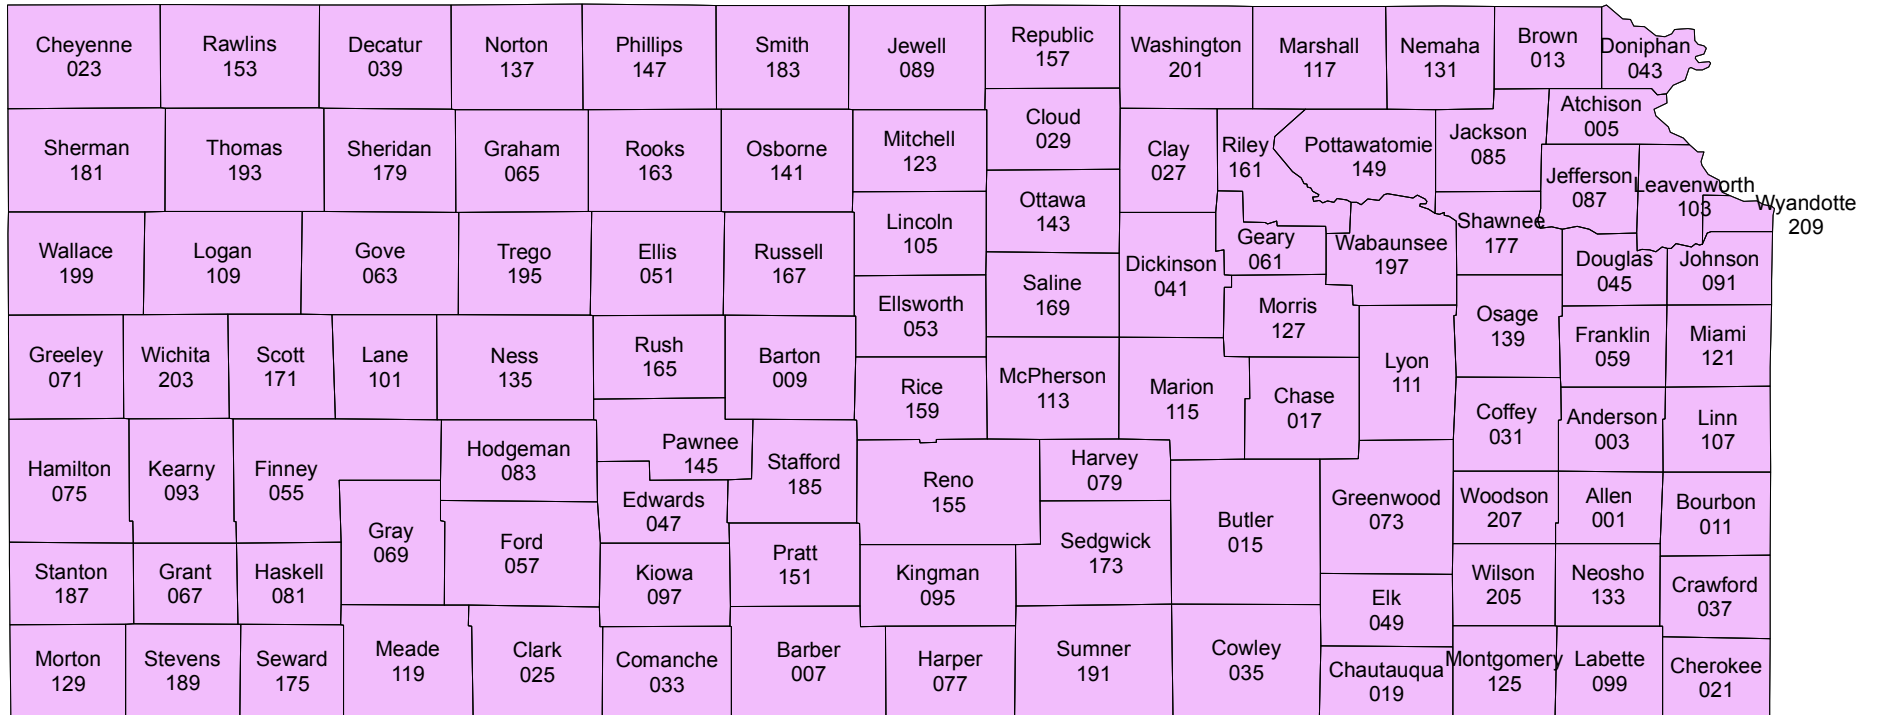 Cheyenne
023
Rawlins
153
Decatur
039
Norton
137
Phillips
147
Smith
183
Jewell
089
Republic
157
Washington
201
Marshall
117
Nemaha
131
Brown
013
Doniphan
043
Sherman
181
Thomas
193
Sheridan
179
Graham
065
Rooks
163
Osborne
141
Mitchell
123
Cloud
029
Clay
027
Riley
161
Pottawatomie
149
Jackson
085
Atchison
005
Jefferson
087
Leavenworth
103
Wyandotte
209
Wallace
199
Logan
109
Gove
063
Trego
195
Ellis
051
Russell
167
Lincoln
105
Ottawa
143
Dickinson
041
Geary
061
Wabaunsee
197
Shawnee
177
Douglas
045
Johnson
091
Ellsworth
053
Saline
169
Morris
127
Osage
139
Franklin
059
Miami
121
Greeley
071
Wichita
203
Scott
171
Lane
101
Ness
135
Rush
165
Barton
009
Rice
159
McPherson
113
Marion
115
Chase
017
Lyon
111
Coffey
031
Anderson
003
Linn
107
Hamilton
075
Kearny
093
Finney
055
Hodgeman
083
Pawnee
145
Stafford
185
Reno
155
Harvey
079
Greenwood
073
Woodson
207
Allen
001
Bourbon
011
Gray
069
Ford
057
Edwards
047
Pratt
151
Kingman
095
Sedgwick
173
Butler
015
Stanton
187
Grant
067
Haskell
081
Kiowa
097
Elk
049
Wilson
205
Neosho
133
Crawford
037
Morton
129
Stevens
189
Seward
175
Meade
119
Clark
025
Comanche
033
Barber
007
Harper
077
Sumner
191
Cowley
035
Chautauqua
019
Montgomery
125
Labette
099
Cherokee
021